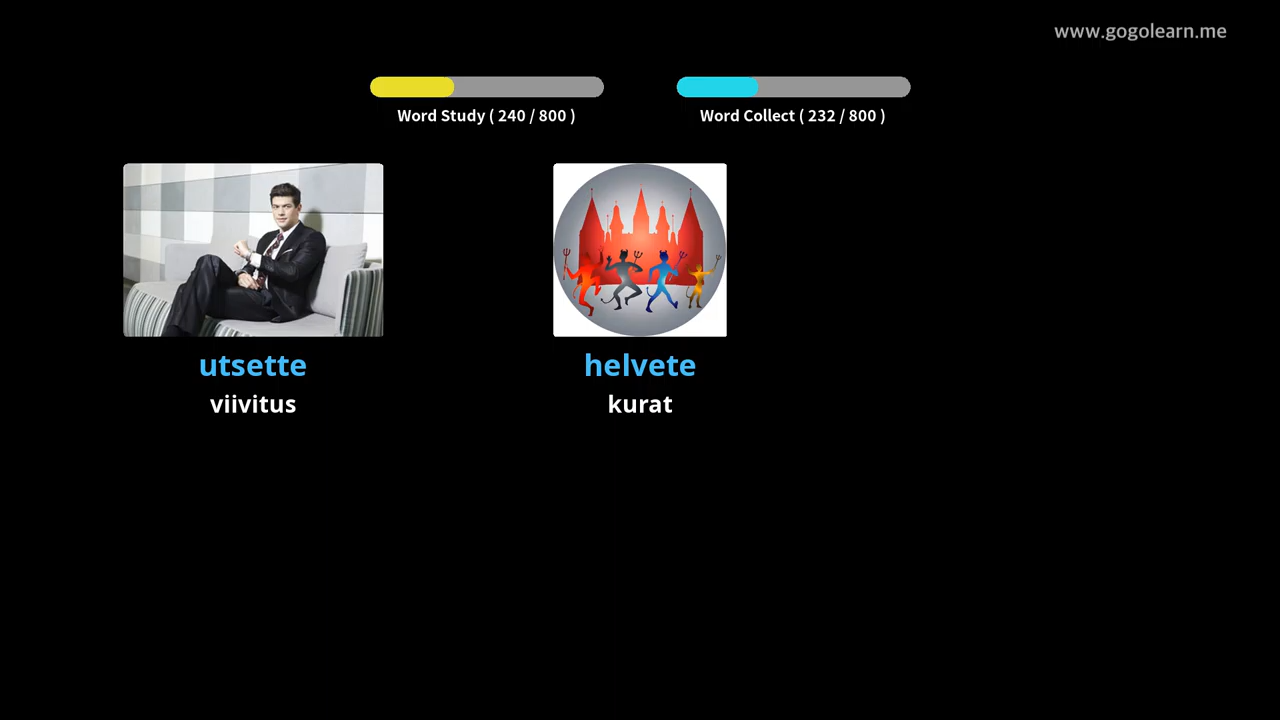 www.gogolearn.me
Word Study ( 240 / 800 )
Word Collect ( 232 / 800 )
utsette
helvete
viivitus
kurat